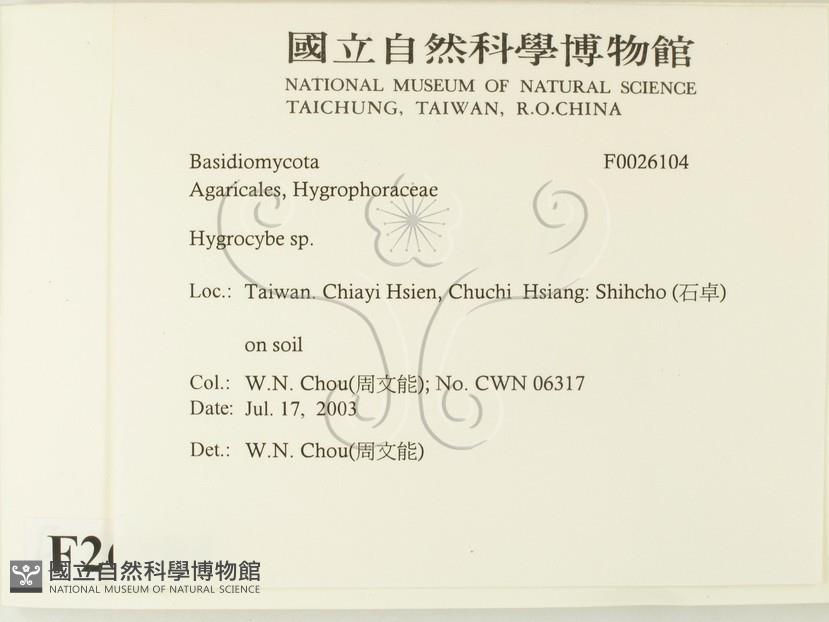 國立自然科學博物館
NATIONAL MUSEUM OF NATURAL SCIENCE
TAICHUNG, TAIWAN, R.O.CHINA
Basidiomycota F0026104
Agaricales, Hygrophoraceae
Hygrocybe sp.
Loc.: Taiwan. Chiayi Hsien, Chuchi Hsiang: Shihcho (石卓)
on soil
Col.: W.N. Chou(周文能); No. CWN 06317
Date: Jul. 17, 2003
Det.: W.N. Chou(周文能)
國立自然科學博物館
NATIONAL MUSEUM OF NATURAL SCIENCE